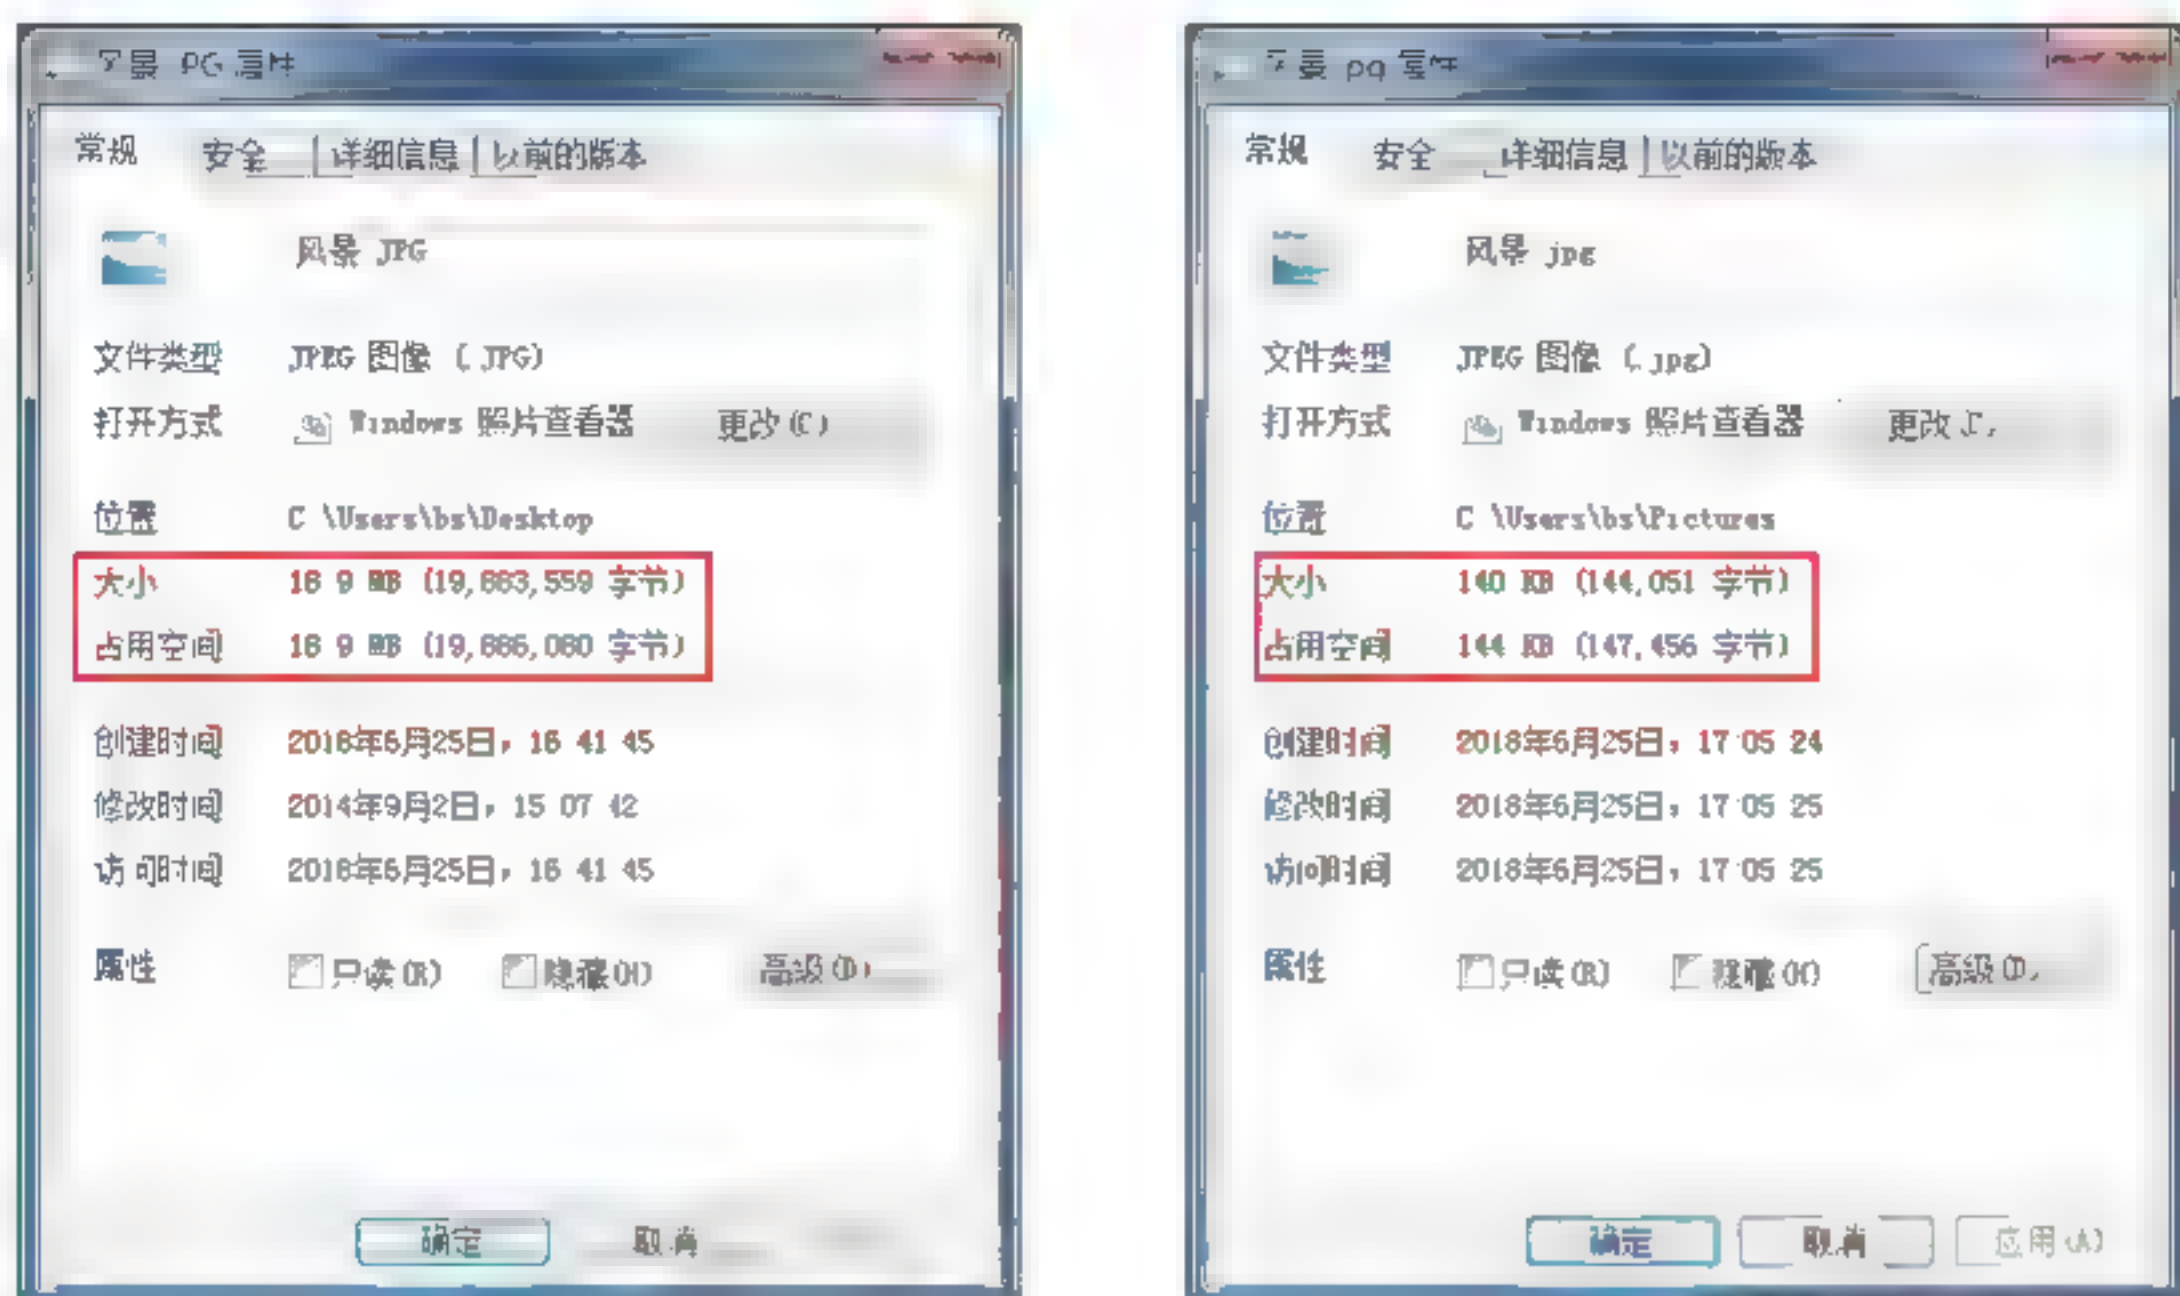 常规 安全 详细信息 以前的版本
风景 JPG
文件类型 JPEG 图像 (.JPG)
打开方式 Windows 照片查看器 更改(C)
位置 C \Users\bs\Desktop
大小 18 9 MB (19,883,559 字节)
占用空间 18 9 MB (19,886,080 字节)
创建时间 2018年6月25日，16 41 45
修改时间 2014年9月2日，15 07 42
访问时间 2018年6月25日，16 41 45
属性 只读(R) 隐藏(H) 高级(D)
确定 取消
常规 安全 详细信息 以前的版本
风景 jpg
文件类型 JPEG 图像 (.jpg)
打开方式 Windows 照片查看器 更改
位置 C \Users\bs\Pictures
大小 140 KB (144,051 字节)
占用空间 144 KB (147,456 字节)
创建时间 2018年6月25日，17 05 24
修改时间 2018年6月25日，17 05 25
访问时间 2018年6月25日，17 05 25
属性 只读(R) 隐藏(H) 高级(D)
确定 取消 应用(A)